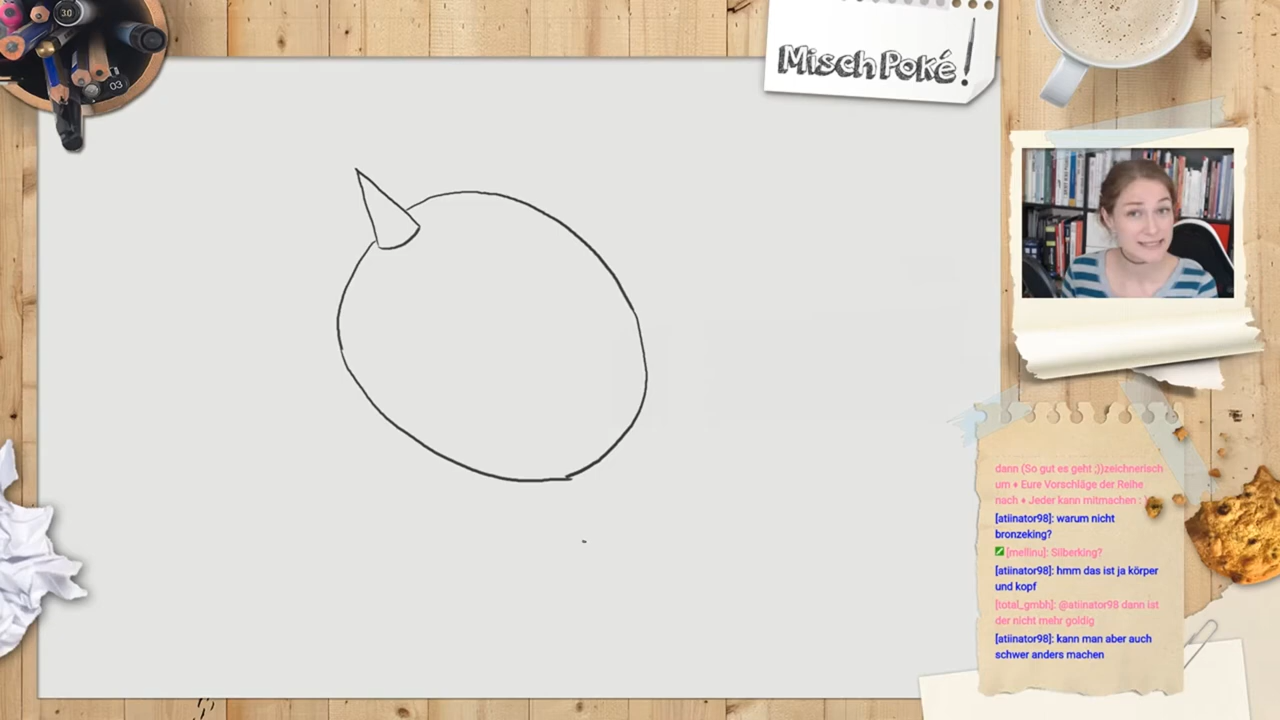 30
03
Misch Poké!
dann (So gut es geht ;))zeichnerisch
um ♦ Eure Vorschläge der Reihe
nach ♦ Jeder kann mitmachen : )
[atiinator98]: warum nicht
bronzeking?
[mellinu]: Silberking?
[atiinator98]: hmm das ist ja körper
und kopf
[total_gmbh]: @atiinator98 dann ist
der nicht mehr goldig
[atiinator98]: kann man aber auch
schwer anders machen